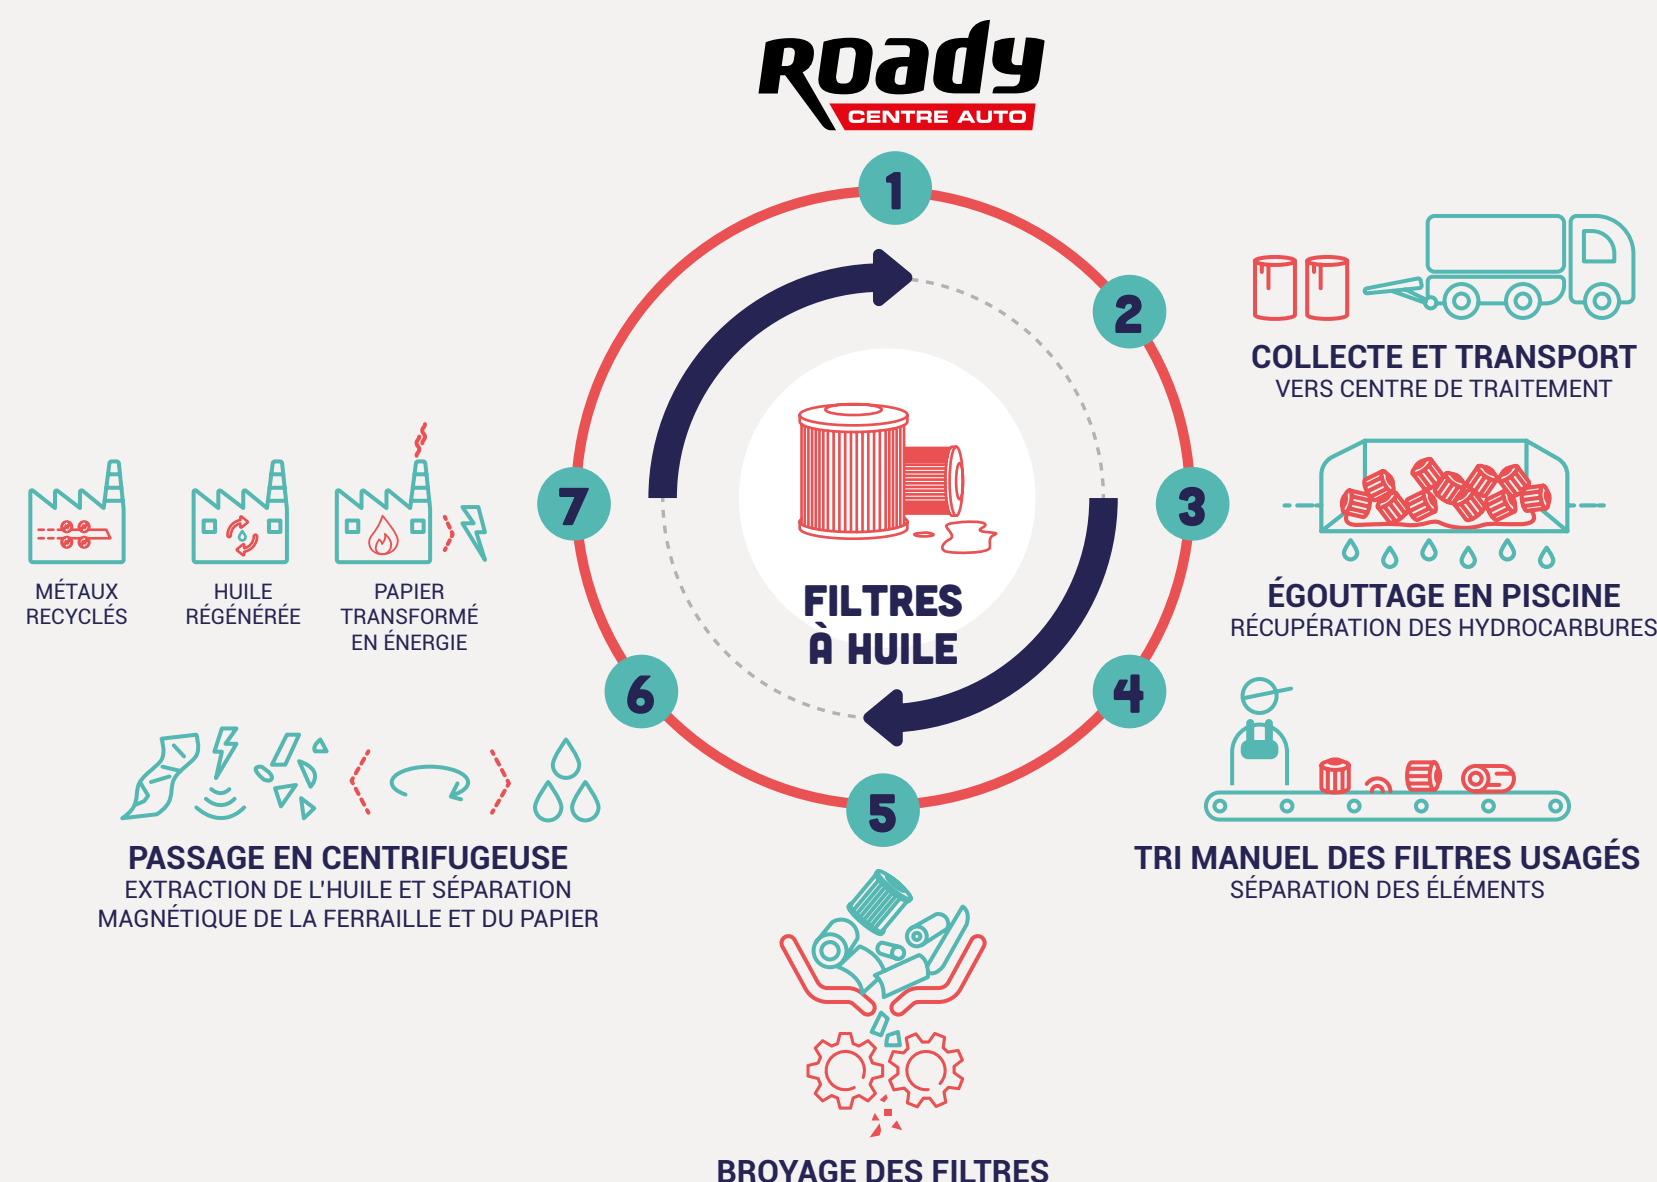 Roady
CENTRE AUTO
1
2
COLLECTE ET TRANSPORT
VERS CENTRE DE TRAITEMENT
3
ÉGOUTTAGE EN PISCINE
RÉCUPÉRATION DES HYDROCARBURES
4
TRI MANUEL DES FILTRES USAGÉS
SÉPARATION DES ÉLÉMENTS
5
BROYAGE DES FILTRES
6
PASSAGE EN CENTRIFUGEUSE
EXTRACTION DE L'HUILE ET SÉPARATION
MAGNÉTIQUE DE LA FERRAILLE ET DU PAPIER
7
MÉTAUX
RECYCLÉS
HUILE
RÉGÉNÉRÉE
PAPIER
TRANSFORMÉ
EN ÉNERGIE
FILTRES
À HUILE